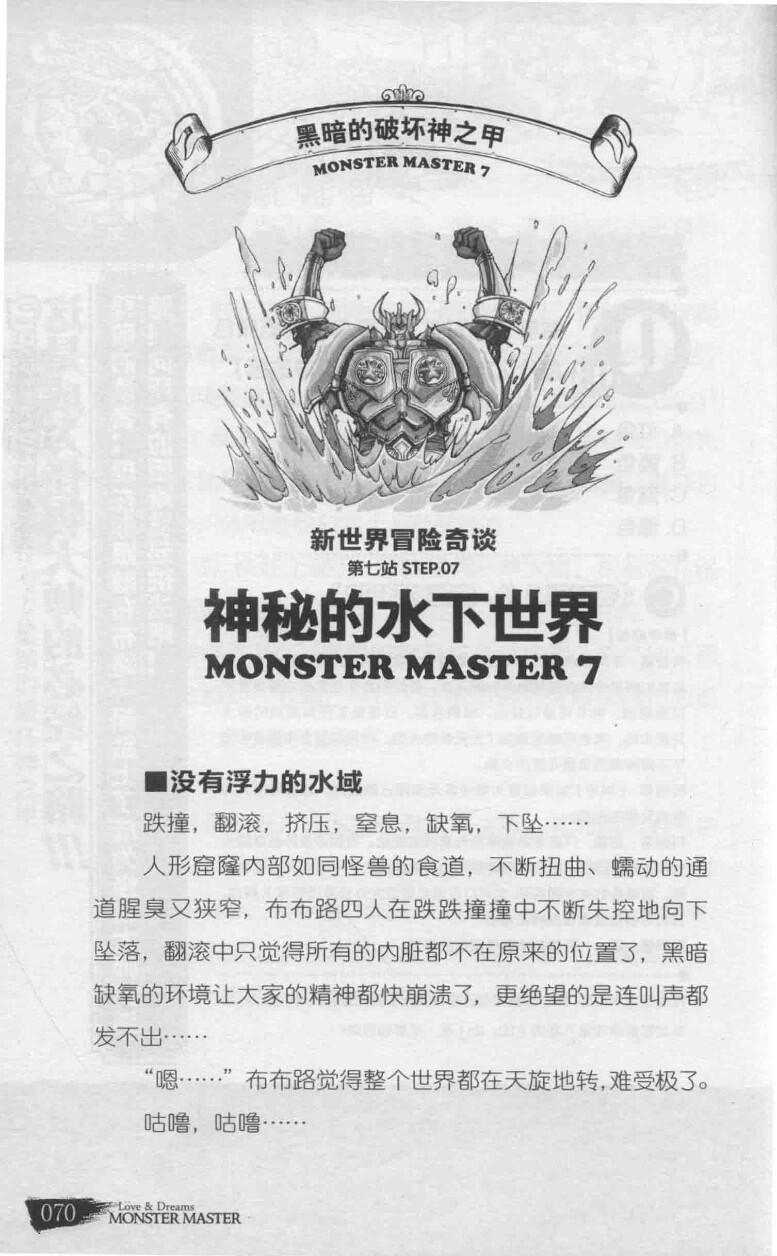 黑暗的破坏神之甲
MONSTER MASTER 7
新世界冒险奇谈
第七站 STEP.07
神秘的水下世界
MONSTER MASTER 7
■没有浮力的水域
跌撞，翻滚，挤压，窒息，缺氧，下坠……
人形窟窿内部如同怪兽的食道，不断扭曲、蠕动的通
道腥臭又狭窄，布布路四人在跌跌撞撞中不断失控地向下
坠落，翻滚中只觉得所有的内脏都不在原来的位置了，黑暗
缺氧的环境让大家的精神都快崩溃了，更绝望的是连叫声都
发不出……
“嗯……”布布路觉得整个世界都在天旋地转，难受极了。
咕噜，咕噜……
070
Love & Dreams
MONSTER MASTER